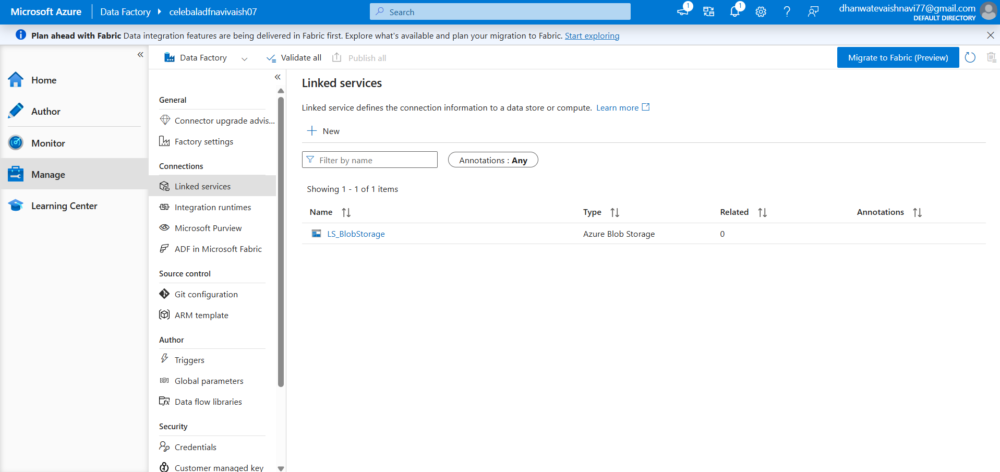 Microsoft Azure Data Factory celebaladfnavivaish07 Search 1 1 dhanwatevaishnavi77@gmail.com
DEFAULT DIRECTORY
Plan ahead with Fabric Data integration features are being delivered in Fabric first. Explore what's available and plan your migration to Fabric. Start exploring
Data Factory Validate all Publish all Migrate to Fabric (Preview)
Home
Author
Monitor
Manage
Learning Center
General
Connector upgrade advis...
Factory settings
Connections
Linked services
Integration runtimes
Microsoft Purview
ADF in Microsoft Fabric
Source control
Git configuration
ARM template
Author
Triggers
Global parameters
Data flow libraries
Security
Credentials
Customer managed key
Linked services
Linked service defines the connection information to a data store or compute. Learn more
New
Filter by name Annotations : Any
Showing 1 - 1 of 1 items
Name Type Related Annotations
LS_BlobStorage Azure Blob Storage 0